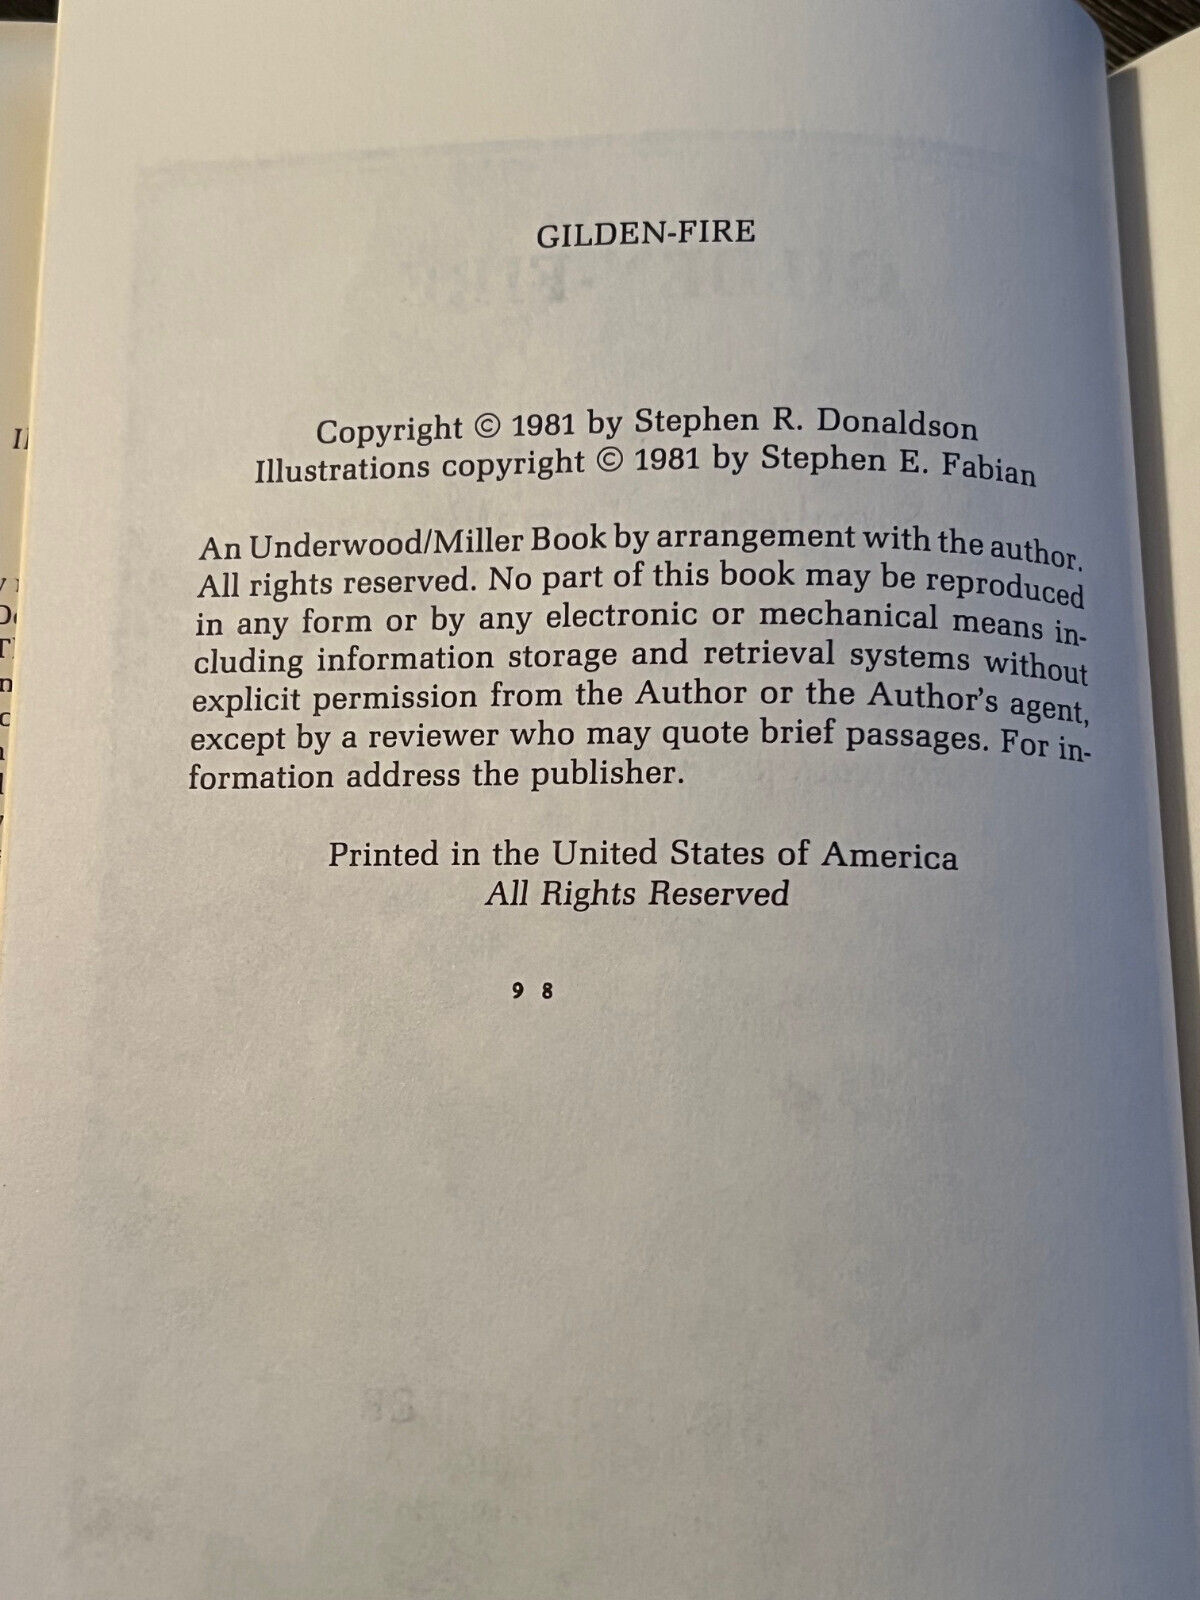 GILDEN-FIRE
Copyright © 1981 by Stephen R. Donaldson
Illustrations copyright © 1981 by Stephen E. Fabian
An Underwood/Miller Book by arrangement with the author.
All rights reserved. No part of this book may be reproduced
in any form or by any electronic or mechanical means in-
cluding information storage and retrieval systems without
explicit permission from the Author or the Author's agent,
except by a reviewer who may quote brief passages. For in-
formation address the publisher.
Printed in the United States of America
All Rights Reserved
9 8